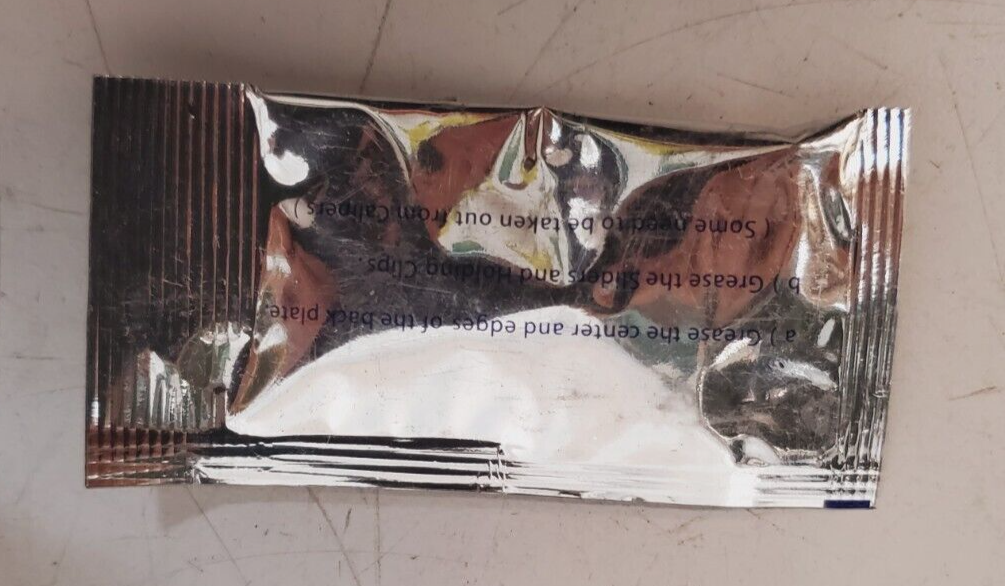 a ) Grease the center and edges of the back plate.
b ) Grease the Sliders and Holding Clips.
( Some need to be taken out from Calipers )